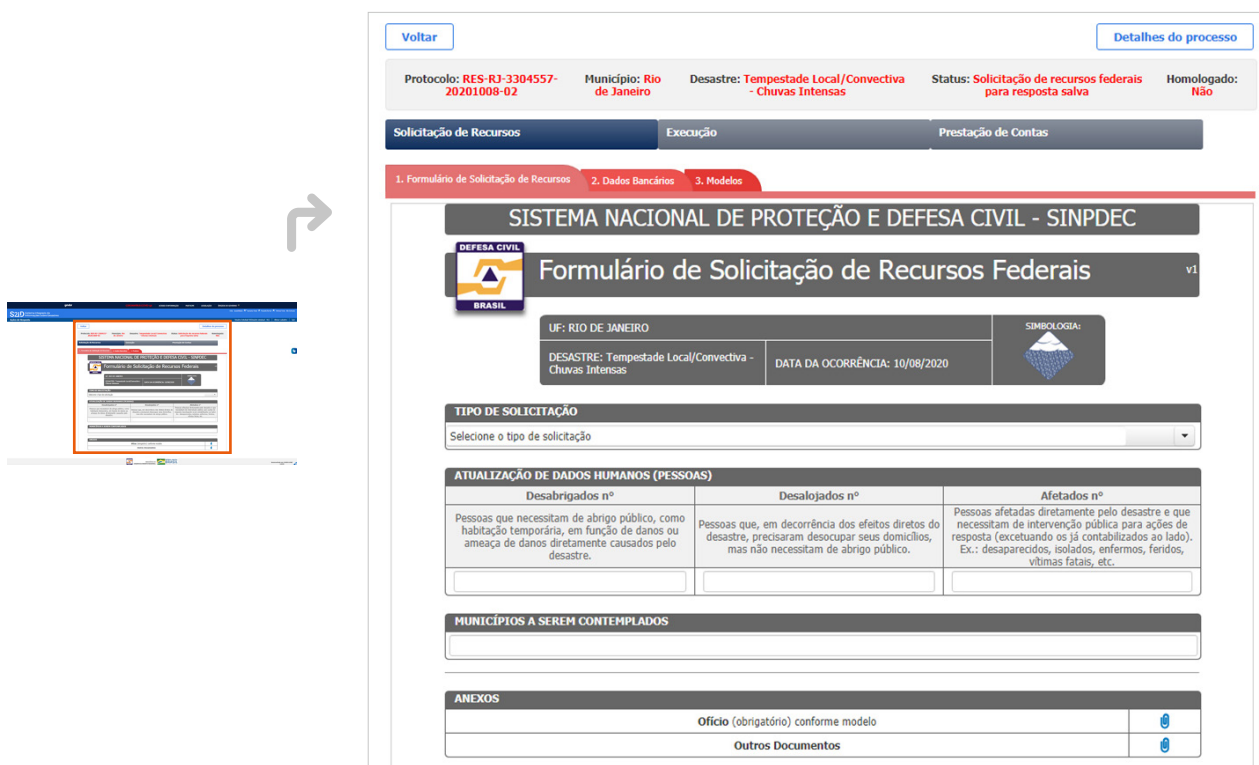 Voltar
Detalhes do processo
Protocolo: RES-RJ-3304557-
20201008-02
Município: Rio
de Janeiro
Desastre: Tempestade Local/Convectiva
- Chuvas Intensas
Status: Solicitação de recursos federais
para resposta salva
Homologado:
Não
Solicitação de Recursos
Execução
Prestação de Contas
1. Formulário de Solicitação de Recursos
2. Dados Bancários
3. Modelos
SISTEMA NACIONAL DE PROTEÇÃO E DEFESA CIVIL - SINPDEC
DEFESA CIVIL
BRASIL
Formulário de Solicitação de Recursos Federais
v1
UF: RIO DE JANEIRO
DESASTRE: Tempestade Local/Convectiva -
Chuvas Intensas
DATA DA OCORRÊNCIA: 10/08/2020
SIMBOLOGIA:
TIPO DE SOLICITAÇÃO
Selecione o tipo de solicitação
ATUALIZAÇÃO DE DADOS HUMANOS (PESSOAS)
Desabrigados nº
Desalojados nº
Afetados nº
Pessoas que necessitam de abrigo público, como
habitação temporária, em função de danos ou
ameaça de danos diretamente causados pelo
desastre.
Pessoas que, em decorrência dos efeitos diretos do
desastre, precisaram desocupar seus domicílios,
mas não necessitam de abrigo público.
Pessoas afetadas diretamente pelo desastre e que
necessitam de intervenção pública para ações de
resposta (excetuando os já contabilizados ao lado).
Ex.: desaparecidos, isolados, enfermos, feridos,
vítimas fatais, etc.
MUNICÍPIOS A SEREM CONTEMPLADOS
ANEXOS
Ofício (obrigatório) conforme modelo
Outros Documentos
S2iD